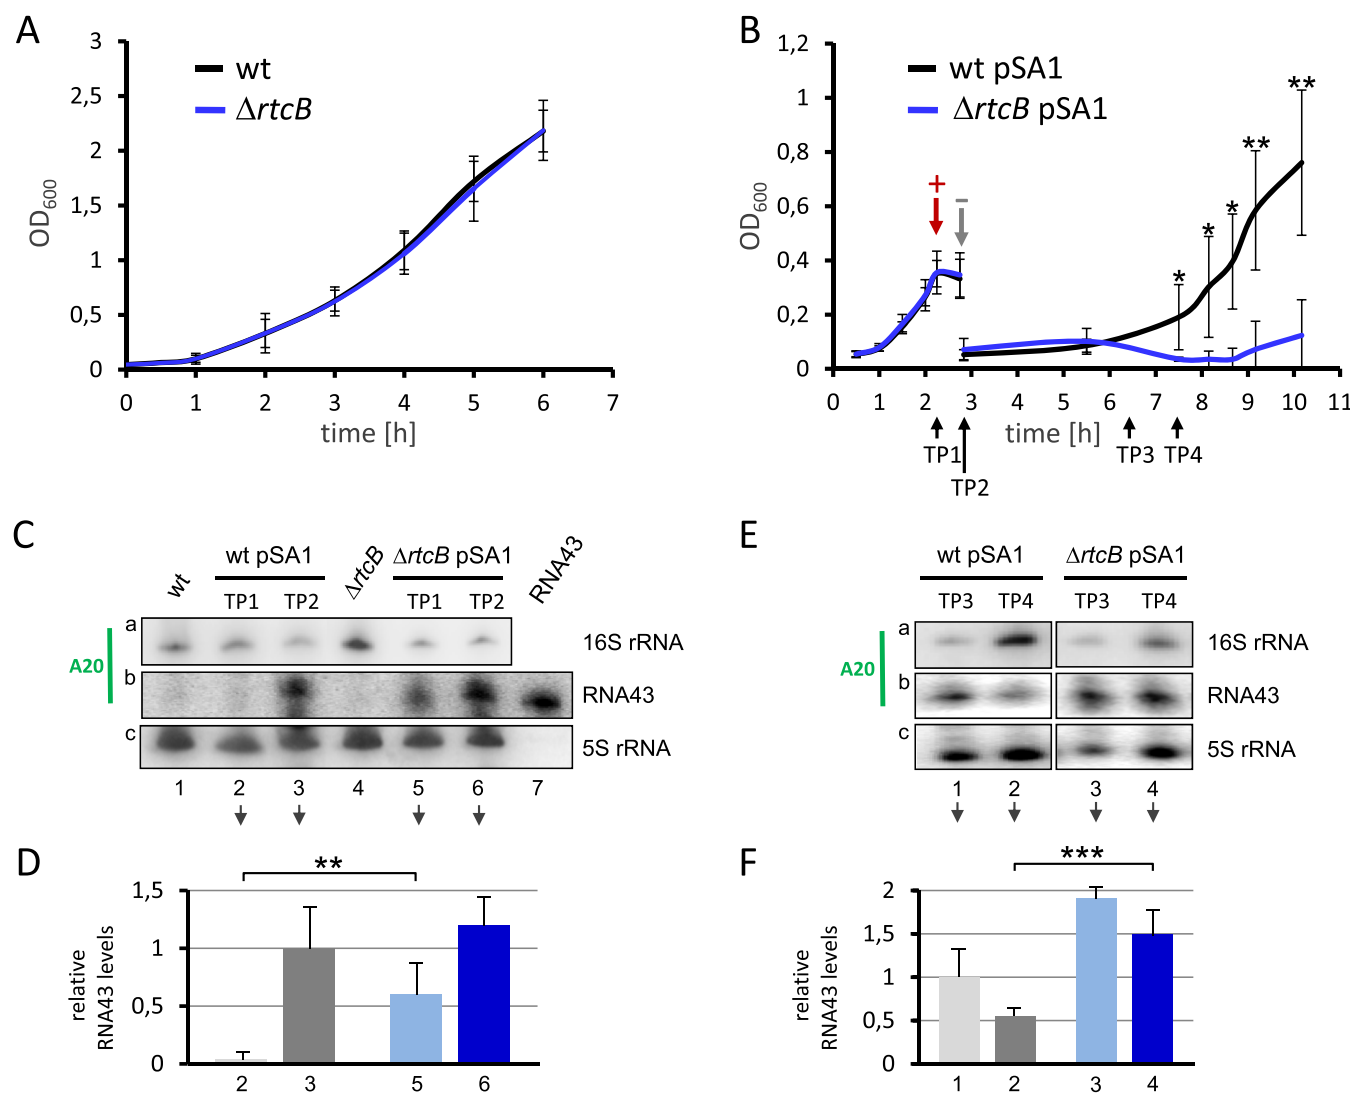 A
3
2,5
2
1,5
1
0,5
0
OD600
wt
ΔrtcB
0 1 2 3 4 5 6 7
time [h]
B
1,2
1
0,8
0,6
0,4
0,2
0
OD600
wt pSA1
ΔrtcB pSA1
+
–
* * * ** **
0 1 2 3 4 5 6 7 8 9 10 11
time [h]
TP1 TP3 TP4
TP2
C
wt
wt pSA1
ΔrtcB
ΔrtcB pSA1
RNA43
TP1 TP2 TP1 TP2
A20
a 16S rRNA
b RNA43
c 5S rRNA
1 2 3 4 5 6 7
D
**
relative
RNA43 levels
1,5
1
0,5
0
2 3 5 6
E
wt pSA1 ΔrtcB pSA1
TP3 TP4 TP3 TP4
A20
a 16S rRNA
b RNA43
c 5S rRNA
1 2 3 4
F
***
relative
RNA43 levels
2
1,5
1
0,5
0
1 2 3 4